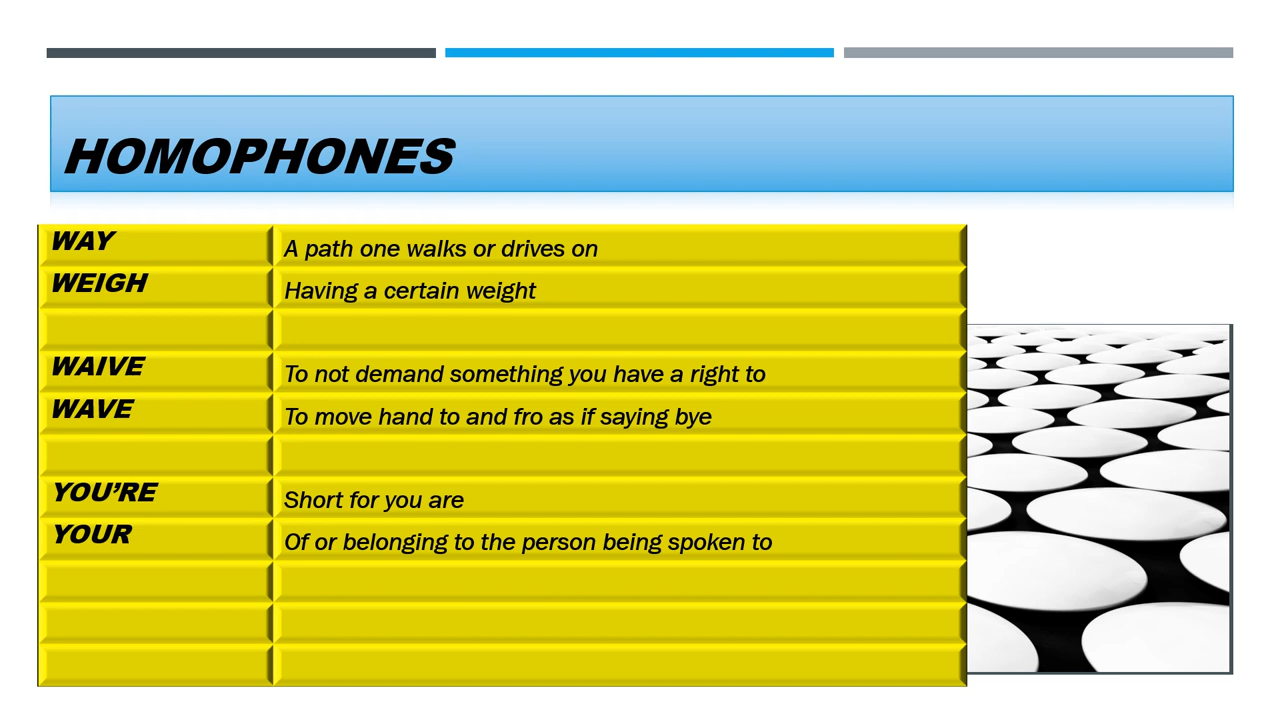 HOMOPHONES
WAY A path one walks or drives on
WEIGH Having a certain weight
WAIVE To not demand something you have a right to
WAVE To move hand to and fro as if saying bye
YOU’RE Short for you are
YOUR Of or belonging to the person being spoken to